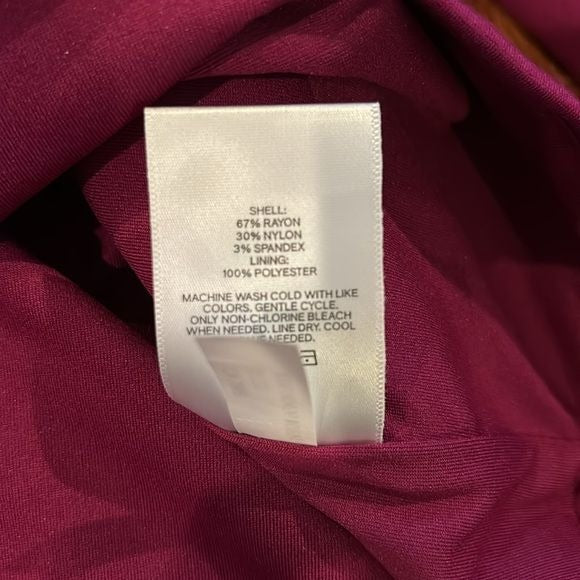 SHELL:
67% RAYON
30% NYLON
3% SPANDEX
LINING:
100% POLYESTER
MACHINE WASH COLD WITH LIKE
COLORS, GENTLE CYCLE,
ONLY NON-CHLORINE BLEACH
WHEN NEEDED. LINE DRY. COOL
NEEDED.